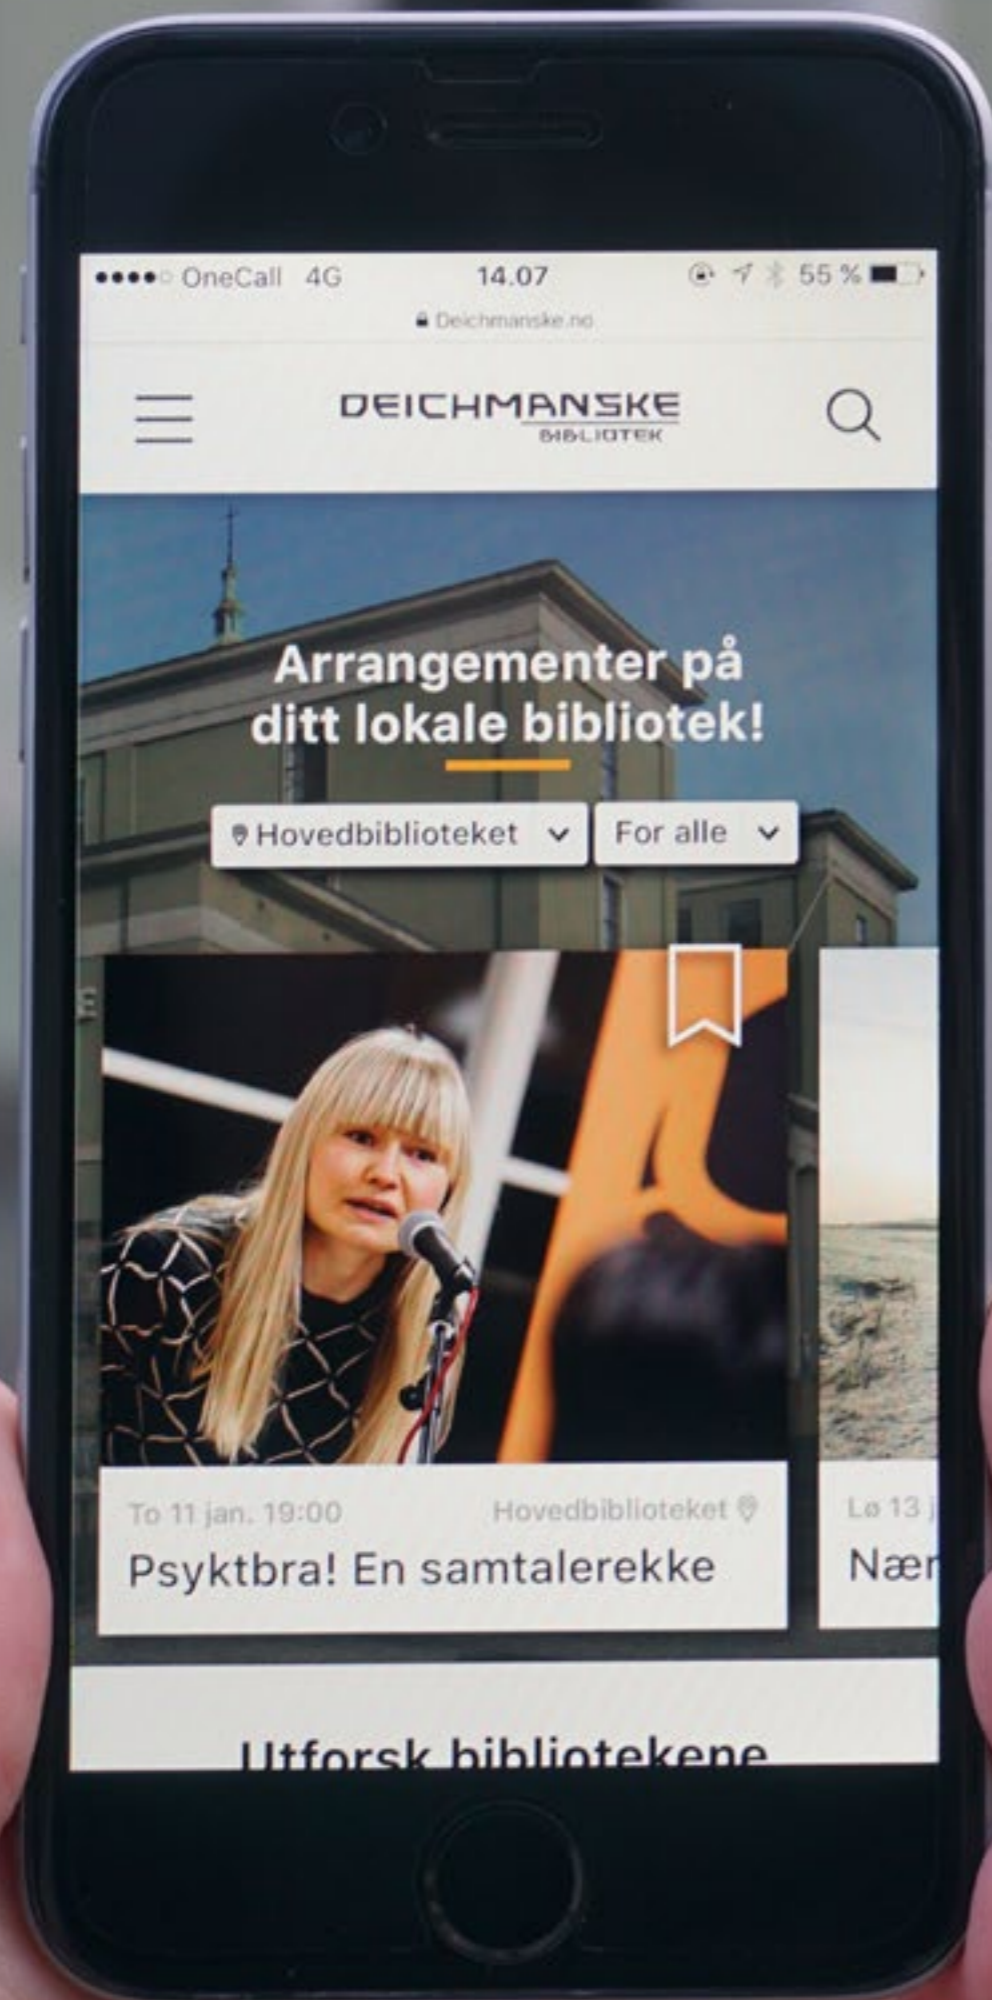 OneCall 4G 14.07 55 %
Deichmanske.no
DEICHMANSKE
BIBLIOTEK
Arrangementer på
ditt lokale bibliotek!
Hovedbiblioteket For alle
E
To 11 jan. 19:00 Hovedbiblioteket Lø 13 j
Psyktbra! En samtalerekke Nær
Utforsk bibliotekene